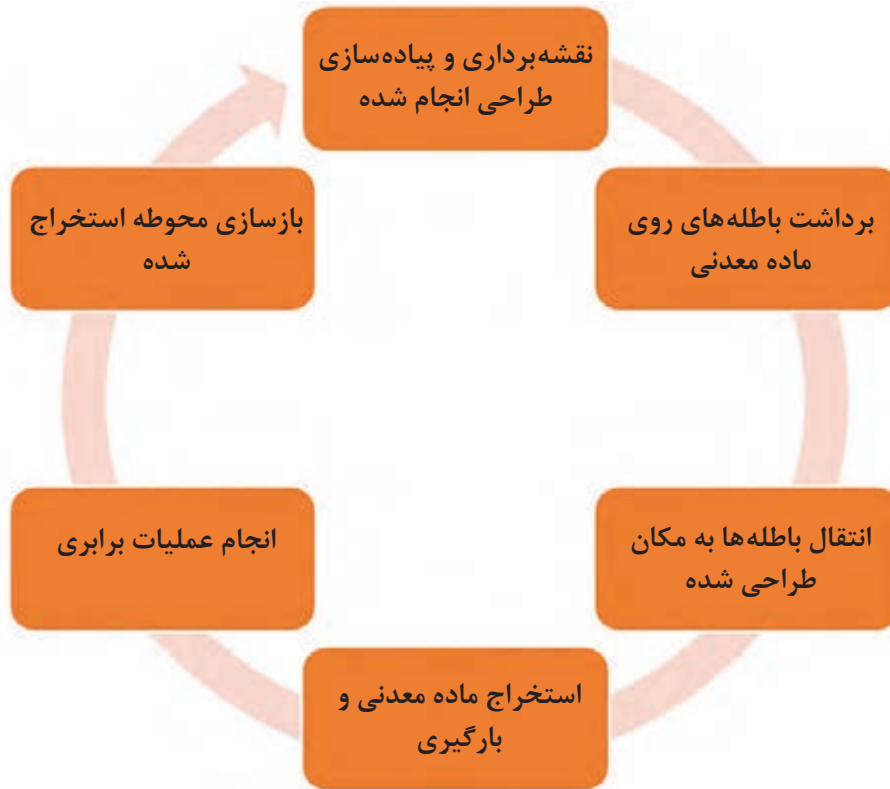 نقشه‌برداری و پیاده‌سازی
طراحی انجام شده
برداشت باطله‌های روی
ماده معدنی
انتقال باطله‌ها به مکان
طراحی شده
استخراج ماده معدنی و
بارگیری
انجام عملیات برابری
بازسازی محوطه استخراج
شده